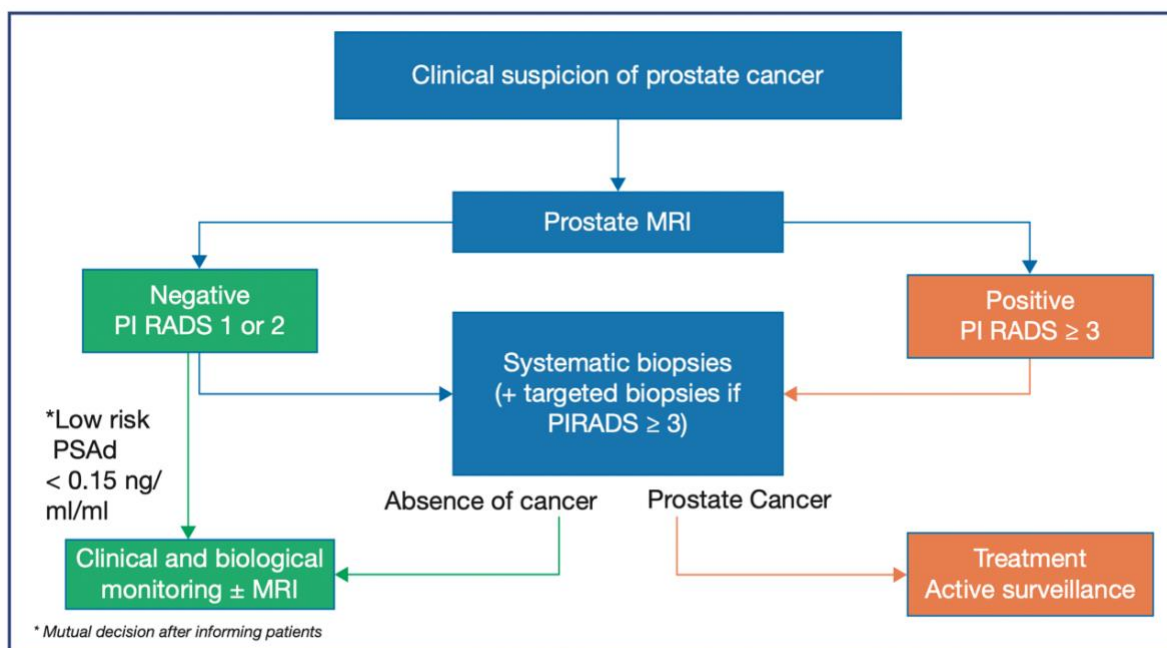 Clinical suspicion of prostate cancer
Prostate MRI
Negative
PI RADS 1 or 2
Positive
PI RADS ≥ 3
Systematic biopsies
(+ targeted biopsies if
PIRADS ≥ 3)
*Low risk
PSAd
< 0.15 ng/
ml/ml
Absence of cancer
Prostate Cancer
Clinical and biological
monitoring ± MRI
Treatment
Active surveillance
* Mutual decision after informing patients